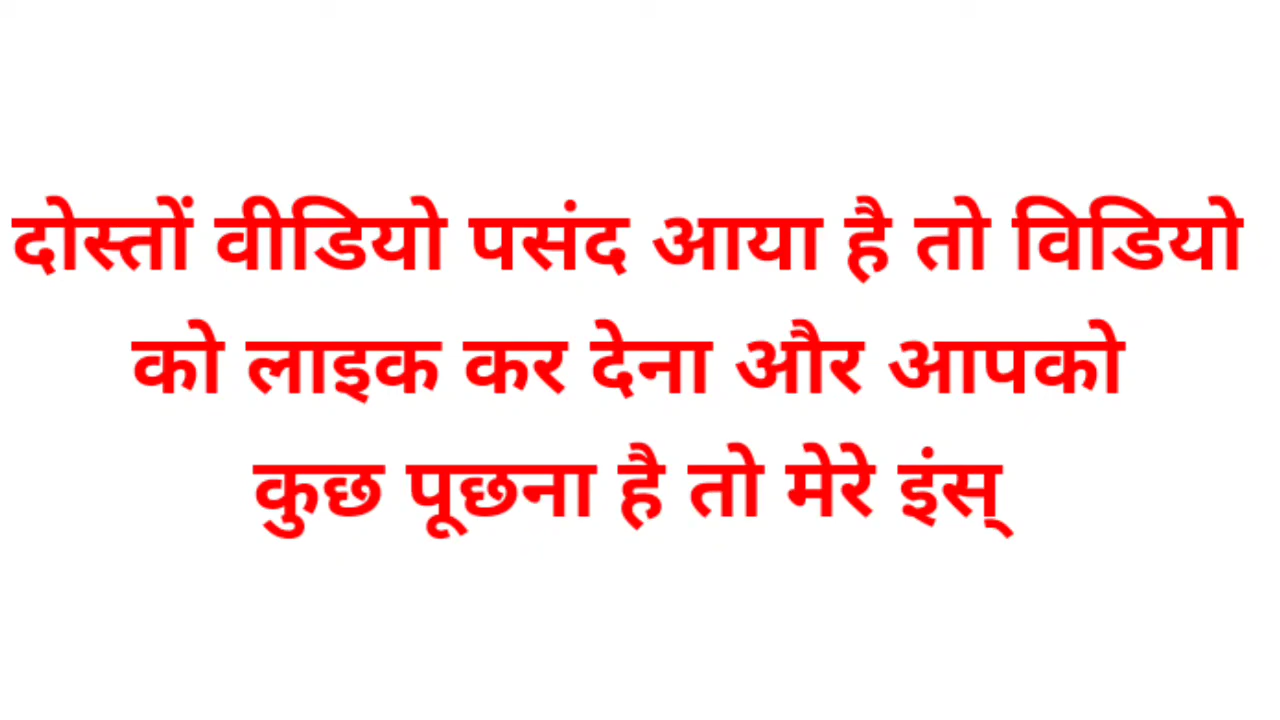 दोस्तों वीडियो पसंद आया है तो विडियो
को लाइक कर देना और आपको
कुछ पूछना है तो मेरे इंस्